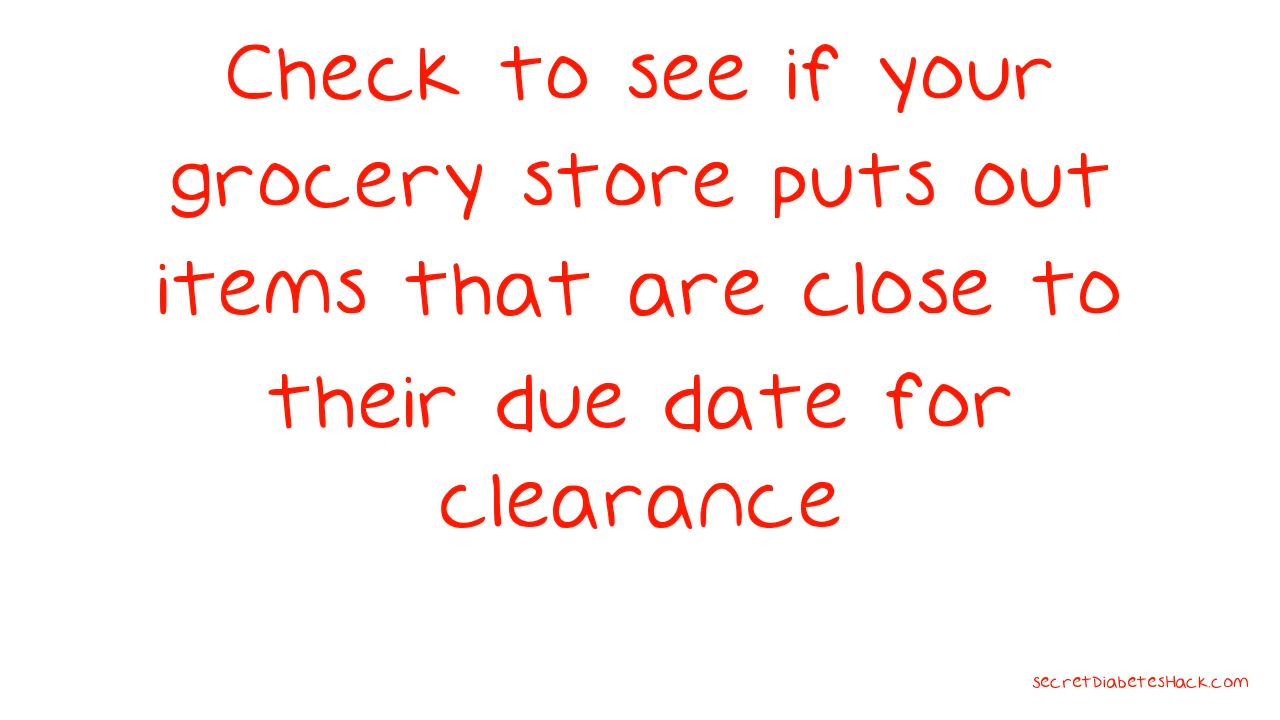 Check to see if your
grocery store puts out
items that are close to
their due date for
clearance
secretDiabetesHack.com